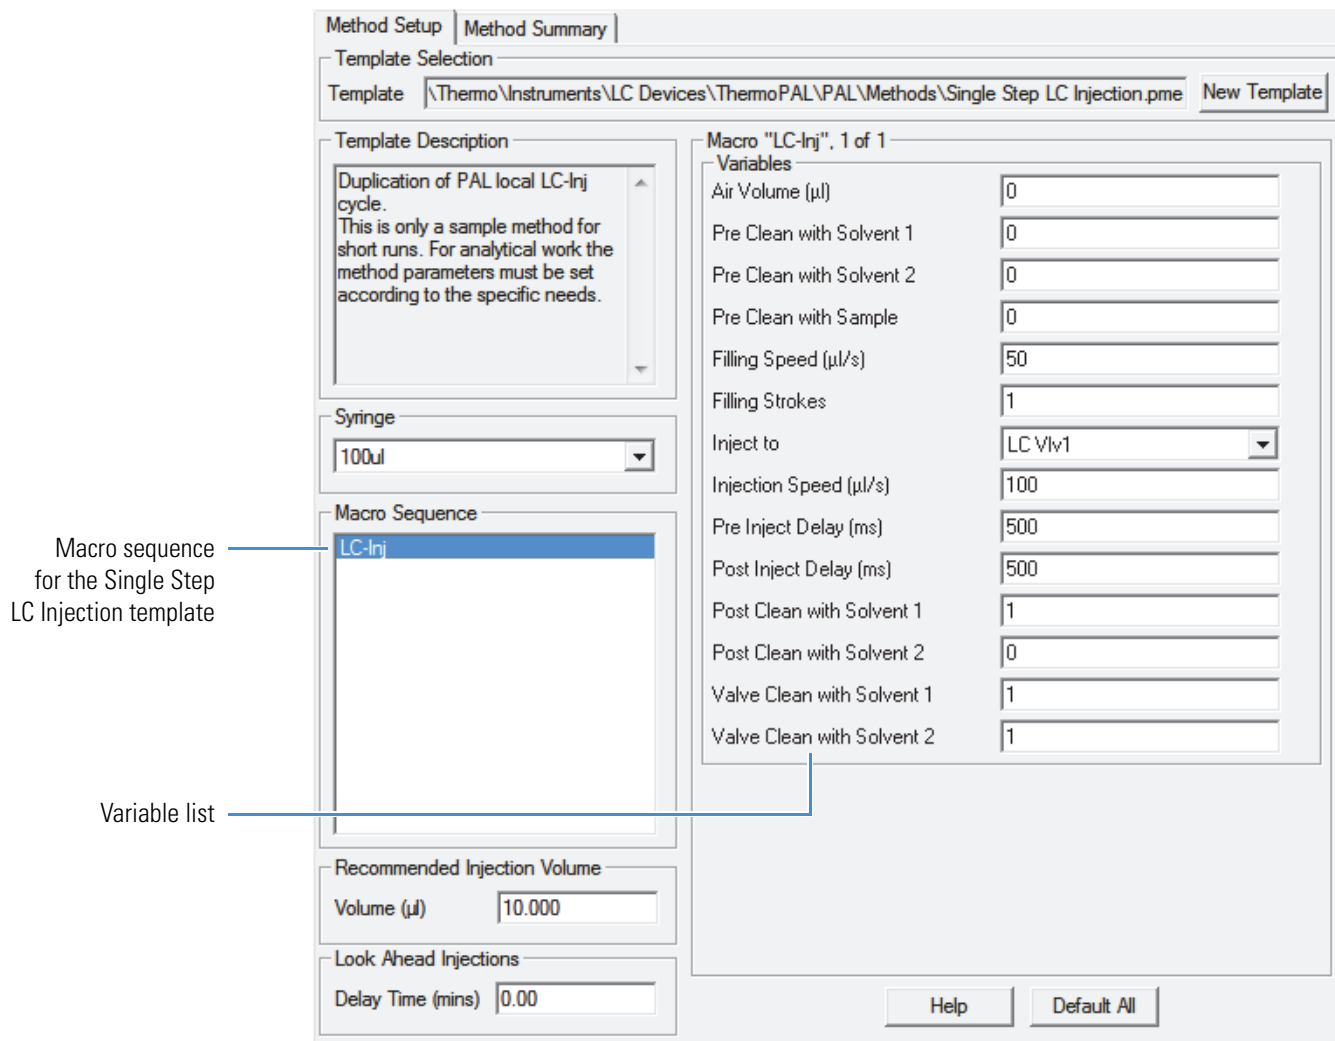 Method Setup
Method Summary
Template Selection
Template
\Thermo\Instruments\LC Devices\ThermoPAL\PAL\Methods\Single Step LC Injection.pme
New Template
Template Description
Duplication of PAL local LC-Inj
cycle.
This is only a sample method for
short runs. For analytical work the
method parameters must be set
according to the specific needs.
Syringe
100ul
Macro Sequence
LC-Inj
Macro sequence
for the Single Step
LC Injection template
Variable list
Recommended Injection Volume
Volume (µl) 10.000
Look Ahead Injections
Delay Time (mins) 0.00
Macro "LC-Inj", 1 of 1
Variables
Air Volume (µl) 0
Pre Clean with Solvent 1 0
Pre Clean with Solvent 2 0
Pre Clean with Sample 0
Filling Speed (µl/s) 50
Filling Strokes 1
Inject to LC Vlv1
Injection Speed (µl/s) 100
Pre Inject Delay (ms) 500
Post Inject Delay (ms) 500
Post Clean with Solvent 1 1
Post Clean with Solvent 2 0
Valve Clean with Solvent 1 1
Valve Clean with Solvent 2 1
Help
Default All